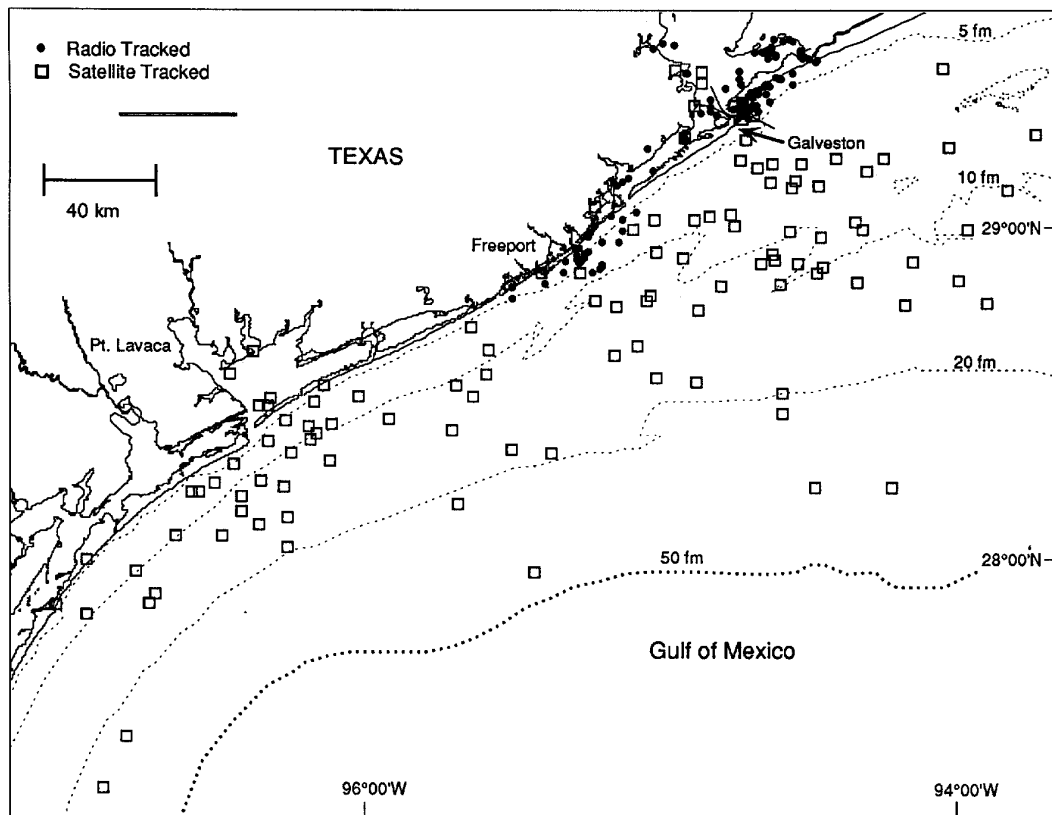 Radio Tracked
Satellite Tracked
5 fm
TEXAS
Galveston
40 km
10 fm
29°00'N
Freeport
Pt. Lavaca
20 fm
50 fm
28°00'N
Gulf of Mexico
96°00'W
94°00'W